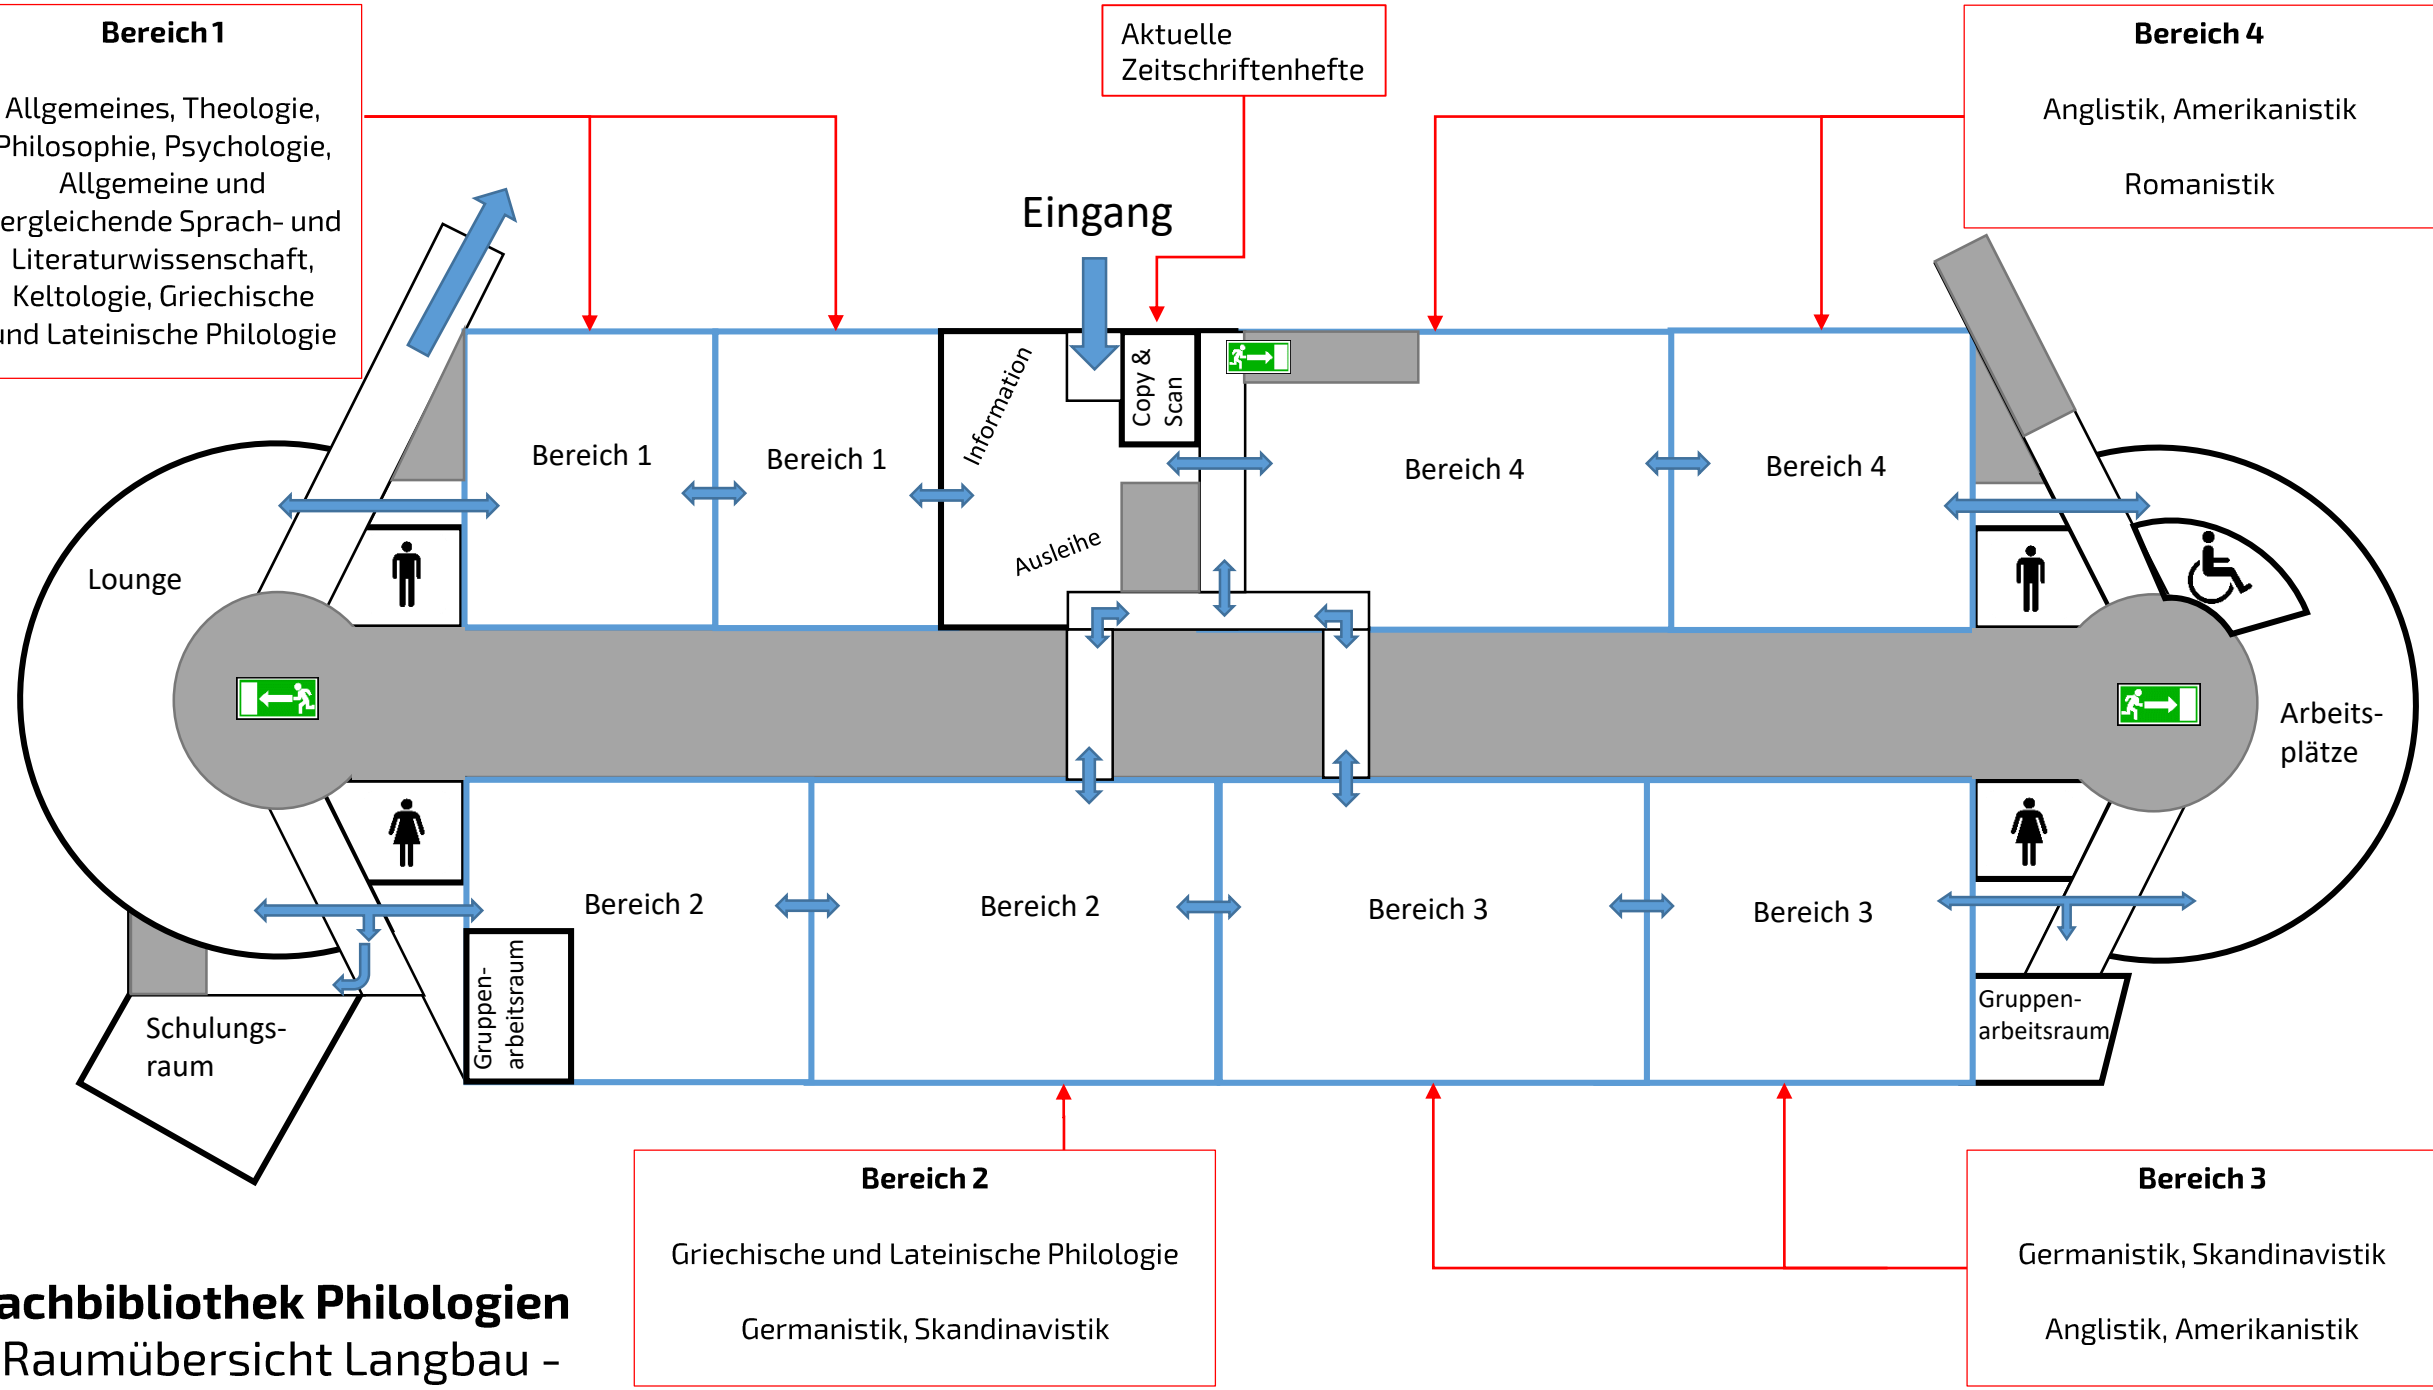 Bereich 1
Allgemeines, Theologie,
Philosophie, Psychologie,
Allgemeine und
ergleichende Sprach- und
Literaturwissenschaft,
Keltologie, Griechische
und Lateinische Philologie
Aktuelle
Zeitschriftenhefte
Bereich 4
Anglistik, Amerikanistik
Romanistik
Eingang
Information
Copy &
Scan
Ausleihe
Bereich 1
Bereich 1
Bereich 4
Bereich 4
Lounge
Arbeits-
plätze
Bereich 2
Bereich 2
Bereich 3
Bereich 3
Gruppen-
arbeitsraum
Gruppen-
arbeitsraum
Schulungs-
raum
Bereich 2
Griechische und Lateinische Philologie
Germanistik, Skandinavistik
Bereich 3
Germanistik, Skandinavistik
Anglistik, Amerikanistik
achbibliothek Philologien
Raumübersicht Langbau -